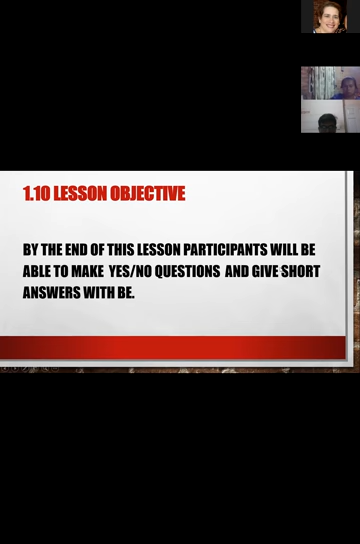 1.10 LESSON OBJECTIVE
BY THE END OF THIS LESSON PARTICIPANTS WILL BE
ABLE TO MAKE YES/NO QUESTIONS AND GIVE SHORT
ANSWERS WITH BE.